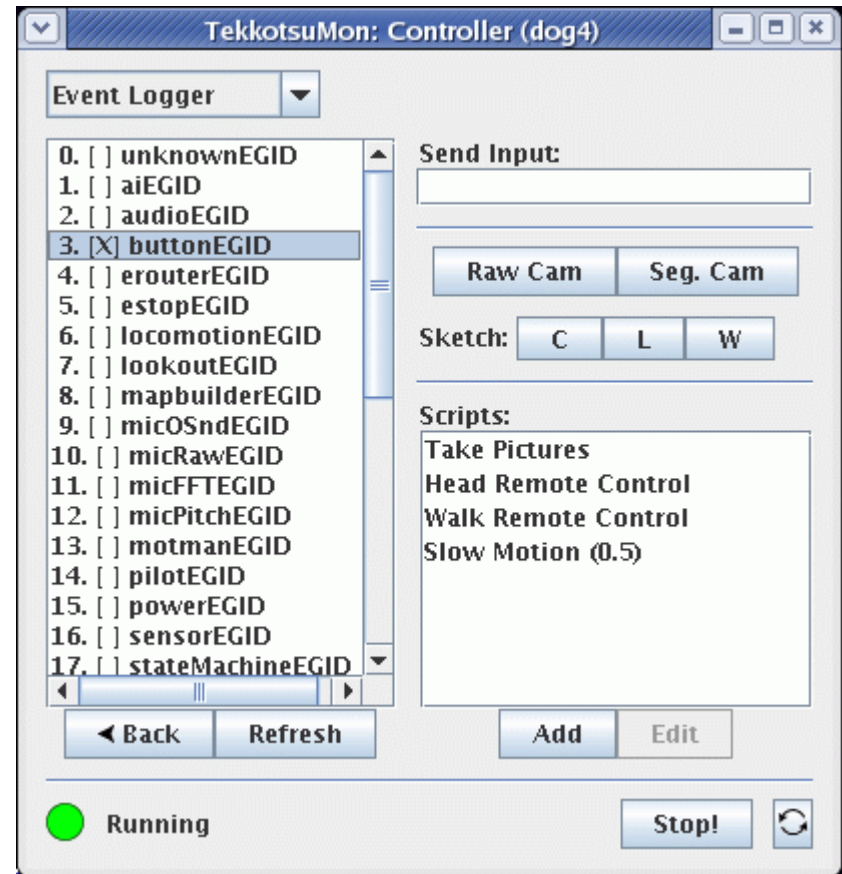 TekkotsuMon: Controller (dog4)
Event Logger
0. [ ] unknownEGID
1. [ ] aiEGID
2. [ ] audioEGID
3. [X] buttonEGID
4. [ ] erouterEGID
5. [ ] estopEGID
6. [ ] locomotionEGID
7. [ ] lookoutEGID
8. [ ] mapbuilderEGID
9. [ ] micOSndEGID
10. [ ] micRawEGID
11. [ ] micFFTEGID
12. [ ] micPitchEGID
13. [ ] motmanEGID
14. [ ] pilotEGID
15. [ ] powerEGID
16. [ ] sensorEGID
17. [ ] stateMachineEGID
Back Refresh
Send Input:
Raw Cam Seg. Cam
Sketch: C L W
Scripts:
Take Pictures
Head Remote Control
Walk Remote Control
Slow Motion (0.5)
Add Edit
Running Stop!